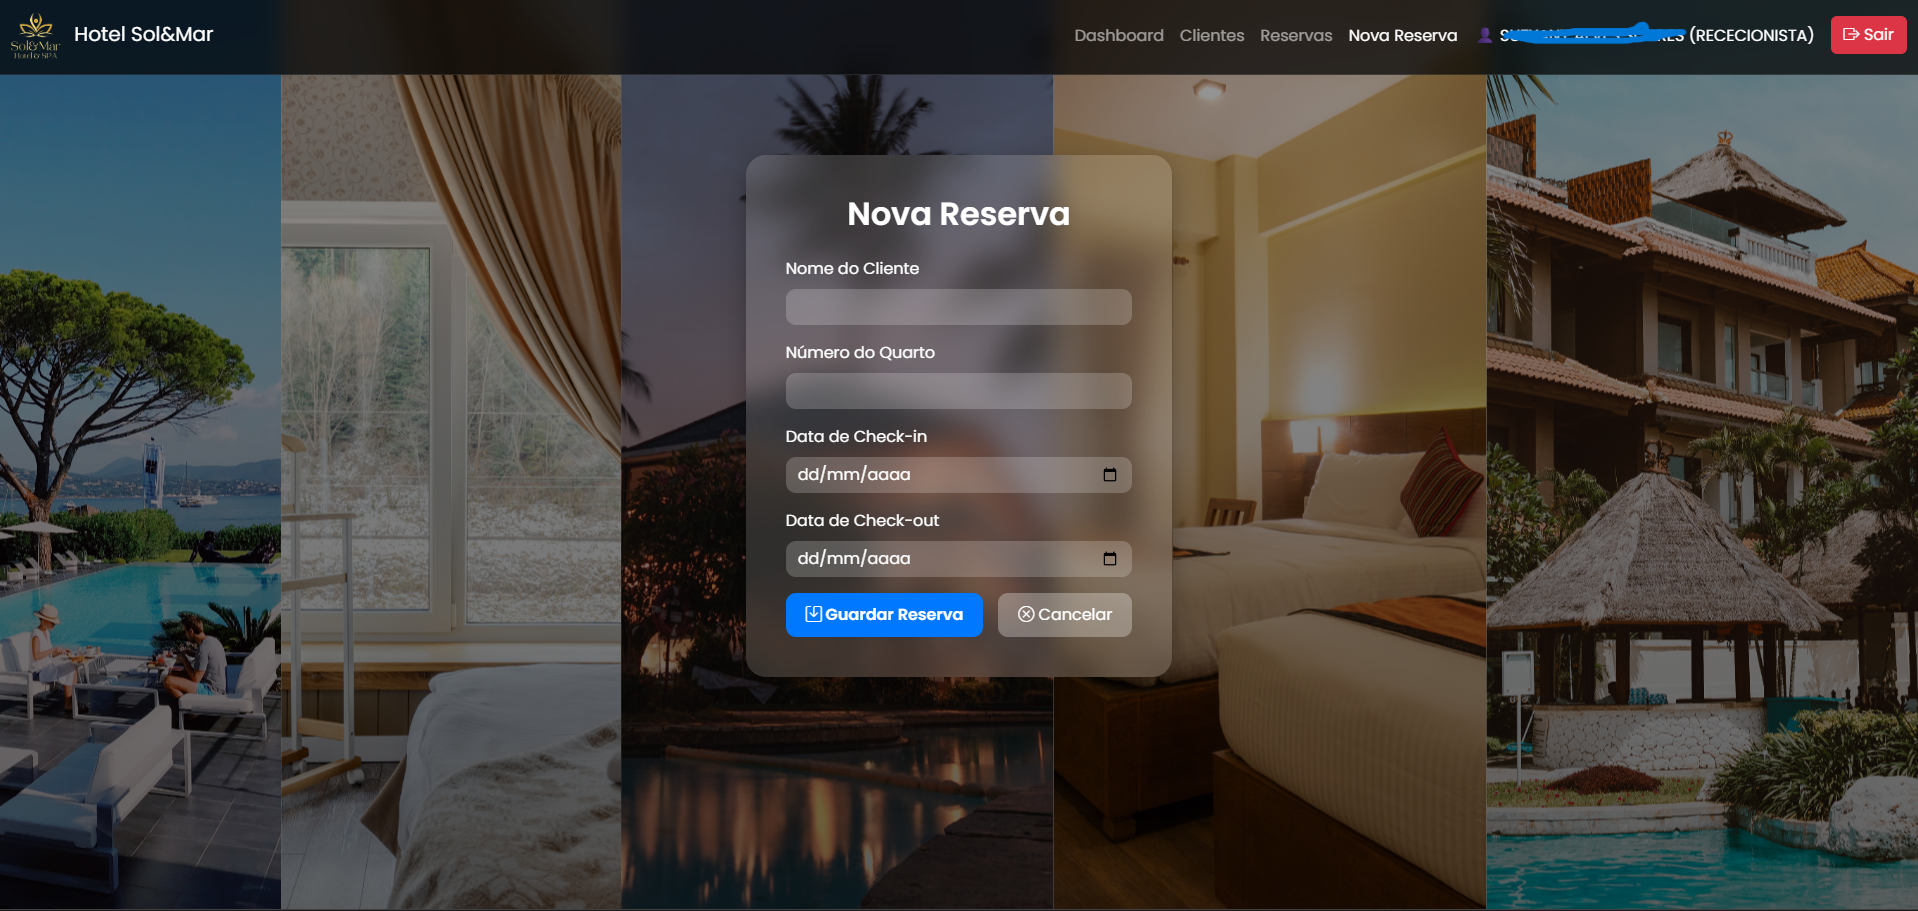 Sol&Mar
Hotel & SPA
Hotel Sol&Mar
Dashboard
Clientes
Reservas
Nova Reserva
(RECECIONISTA)
Sair
Nova Reserva
Nome do Cliente
Número do Quarto
Data de Check-in
dd/mm/aaaa
Data de Check-out
dd/mm/aaaa
Guardar Reserva
Cancelar